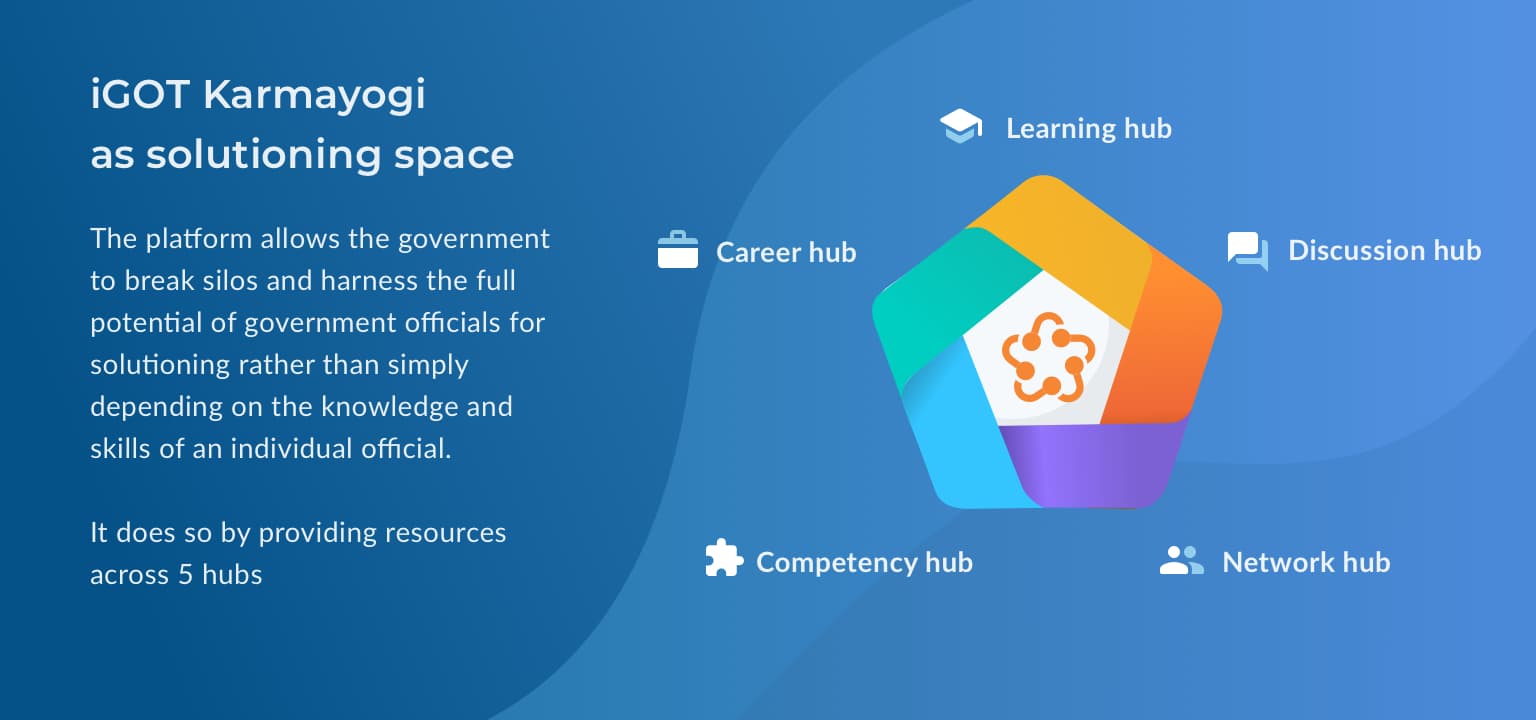 iGOT Karmayogi
as solutioning space
The platform allows the government
to break silos and harness the full
potential of government officials for
solutioning rather than simply
depending on the knowledge and
skills of an individual official.
It does so by providing resources
across 5 hubs
Learning hub
Career hub
Discussion hub
Competency hub
Network hub